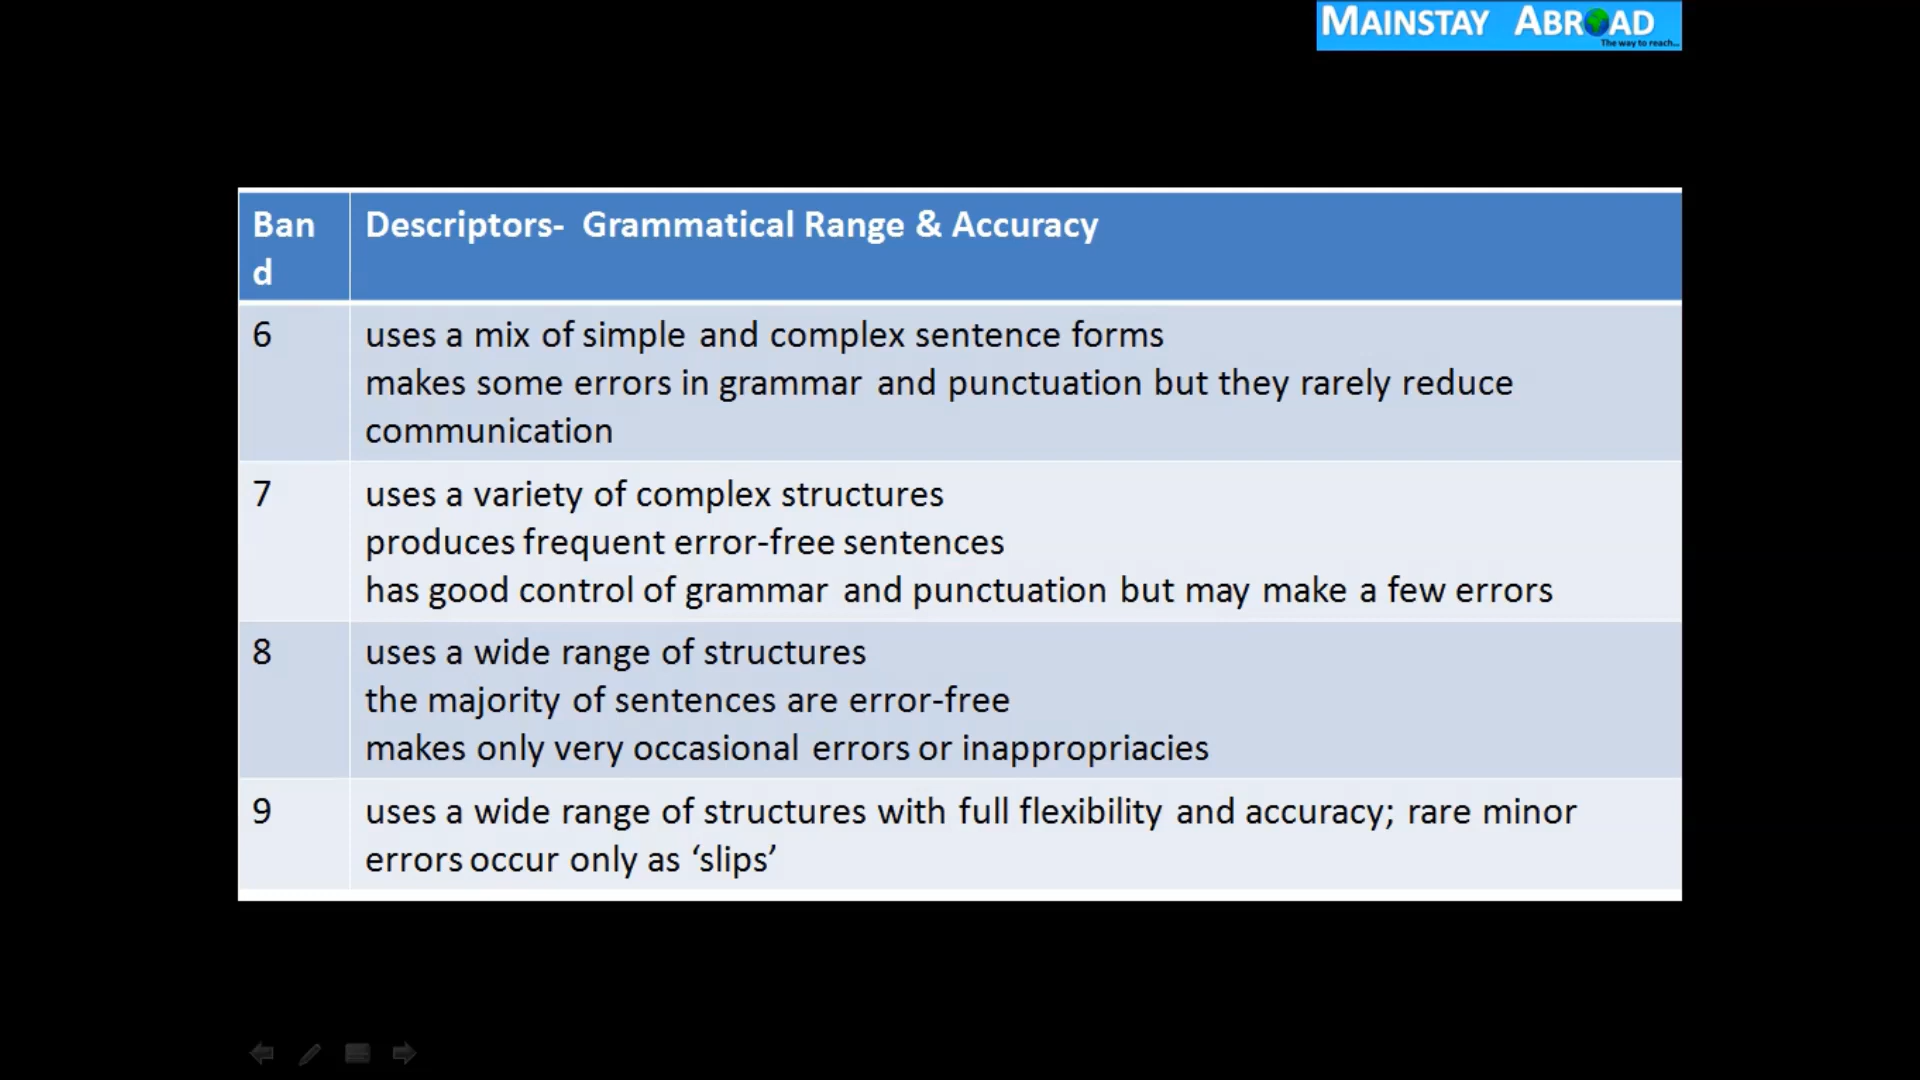 MAINSTAY ABROAD
The way to reach...
Ban
d
Descriptors- Grammatical Range & Accuracy
6
uses a mix of simple and complex sentence forms
makes some errors in grammar and punctuation but they rarely reduce
communication
7
uses a variety of complex structures
produces frequent error-free sentences
has good control of grammar and punctuation but may make a few errors
8
uses a wide range of structures
the majority of sentences are error-free
makes only very occasional errors or inappropriacies
9
uses a wide range of structures with full flexibility and accuracy; rare minor
errors occur only as ‘slips’